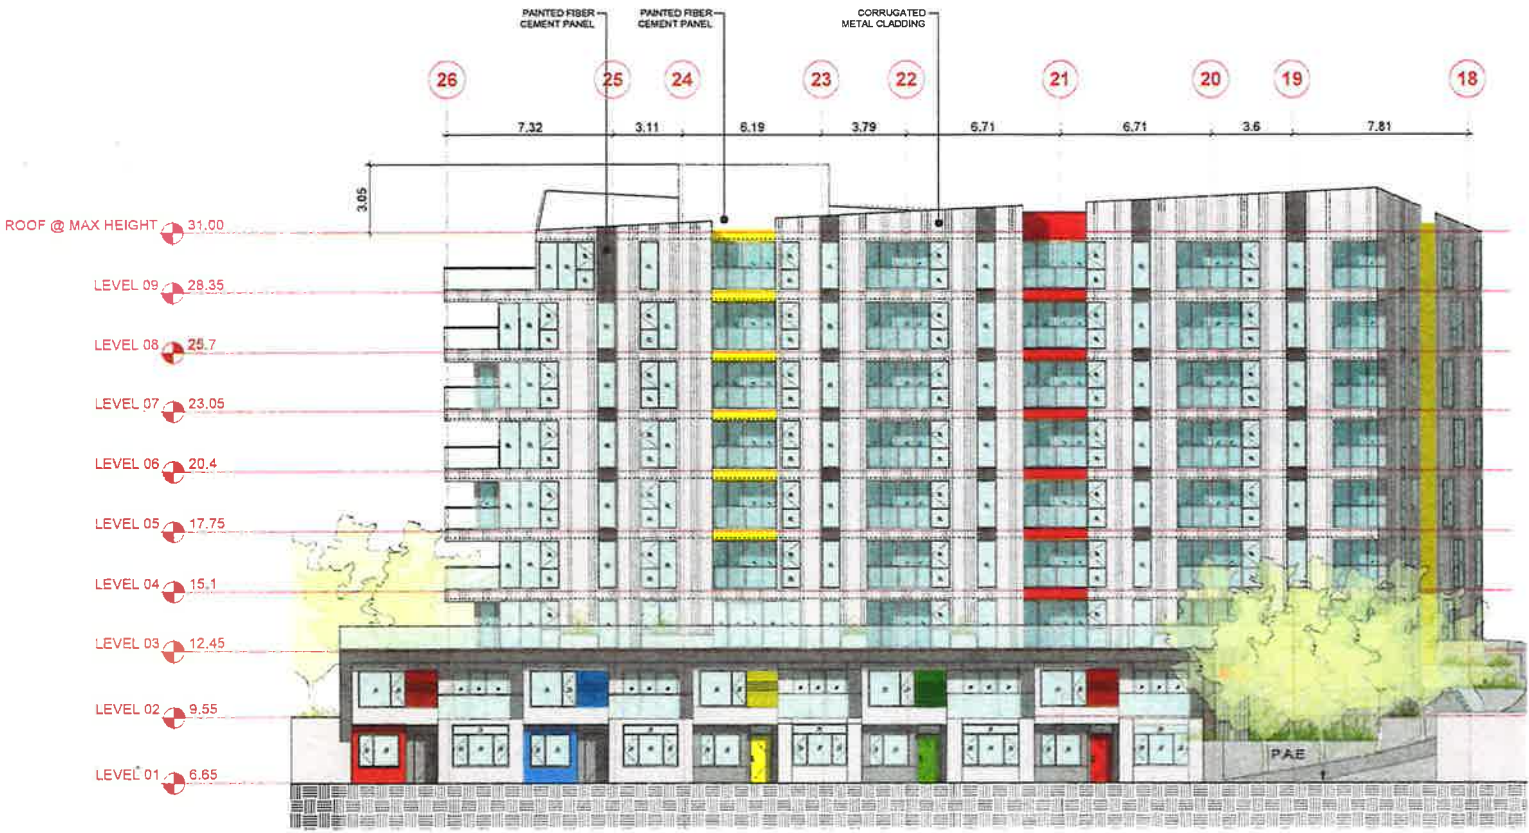 PAINTED FIBER
CEMENT PANEL
PAINTED FIBER
CEMENT PANEL
CORRUGATED
METAL CLADDING
26
25
24
23
22
21
20
19
18
7.32
3.11
6.19
3.79
6.71
6.71
3.6
7.81
3.05
ROOF @ MAX HEIGHT 31.00
LEVEL 09 28.35
LEVEL 08 25.7
LEVEL 07 23.05
LEVEL 06 20.4
LEVEL 05 17.75
LEVEL 04 15.1
LEVEL 03 12.45
LEVEL 02 9.55
LEVEL 01 6.65
P.A.E